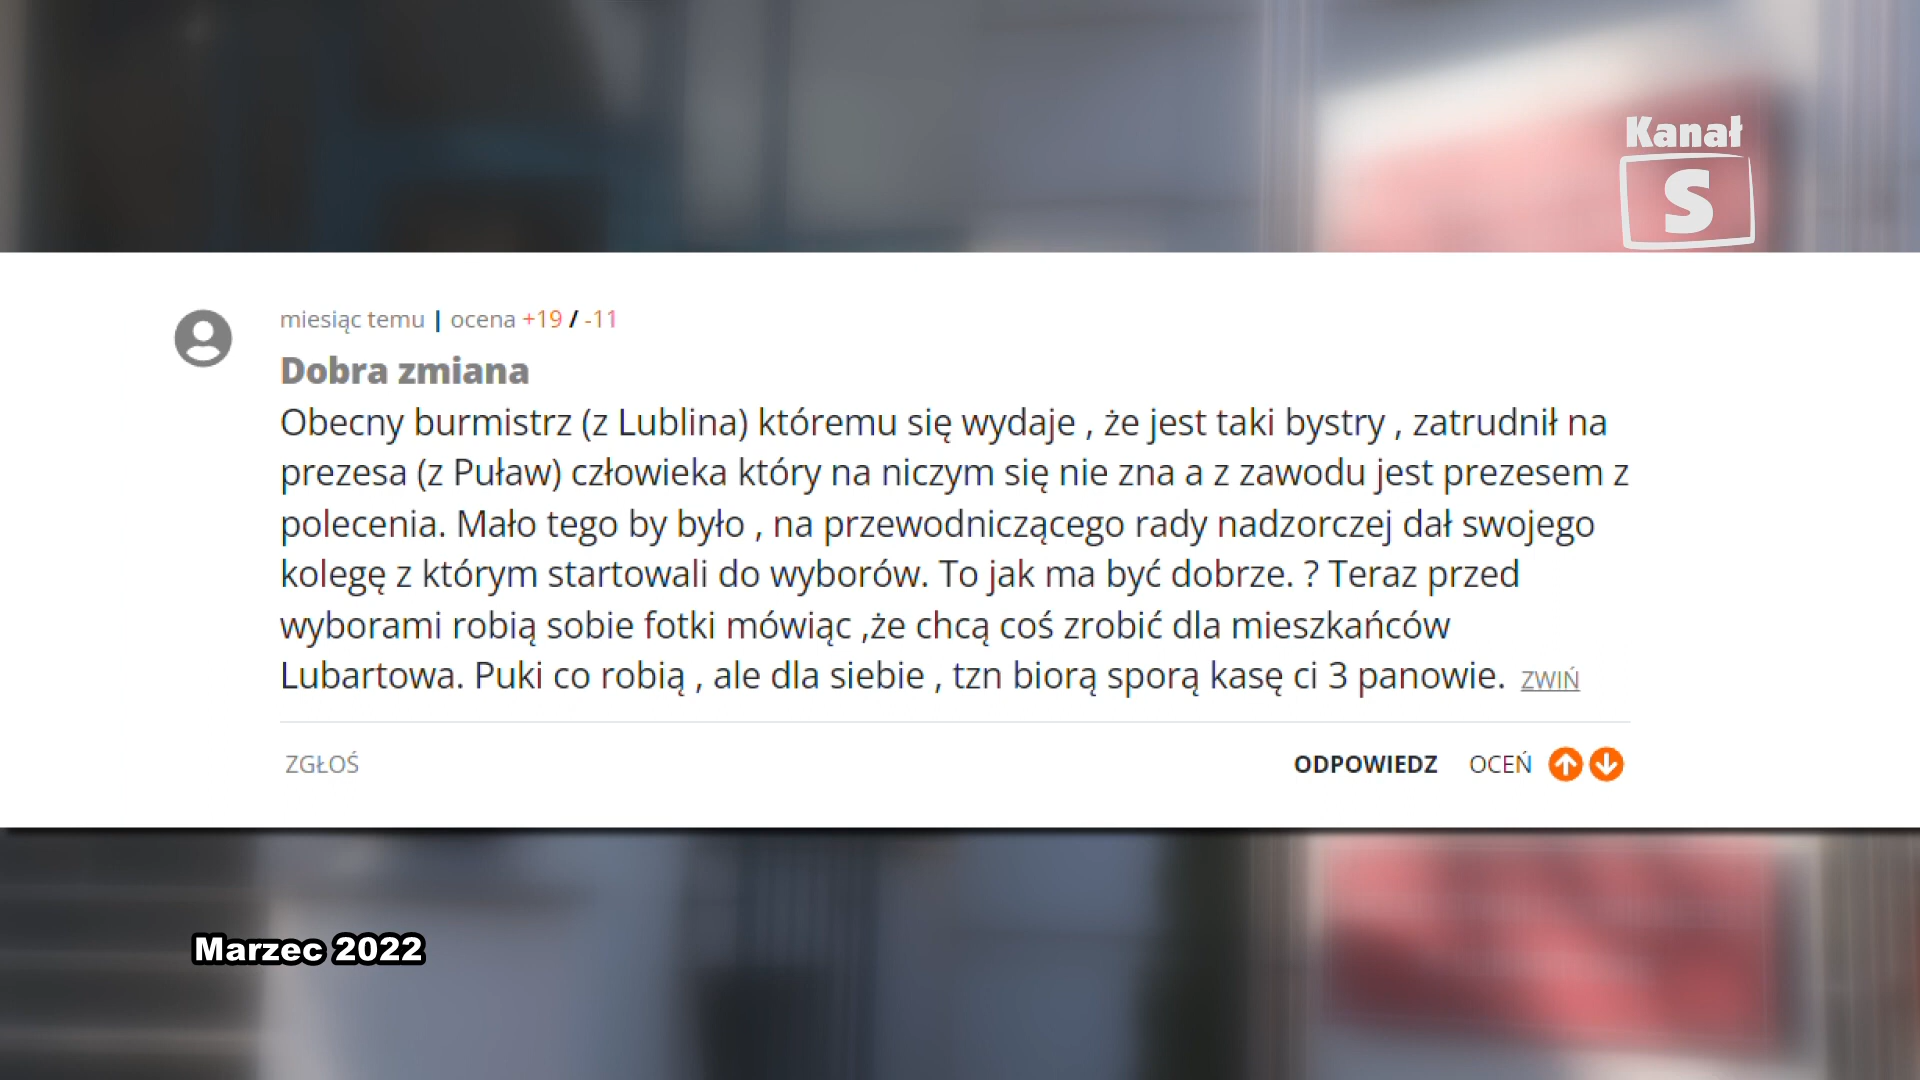 Kanał
S
miesiąc temu | ocena +19 / -11
Dobra zmiana
Obecny burmistrz (z Lublina) któremu się wydaje , że jest taki bystry , zatrudnił na
prezesa (z Puław) człowieka który na niczym się nie zna a z zawodu jest prezesem z
polecenia. Mało tego by było , na przewodniczącego rady nadzorczej dał swojego
kolegę z którym startowali do wyborów. To jak ma być dobrze. ? Teraz przed
wyborami robią sobie fotki mówiąc ,że chcą coś zrobić dla mieszkańców
Lubartowa. Puki co robią , ale dla siebie , tzn biorą sporą kasę ci 3 panowie. ZWIŃ
ZGŁOŚ ODPOWIEDZ OCEŃ
Marzec 2022